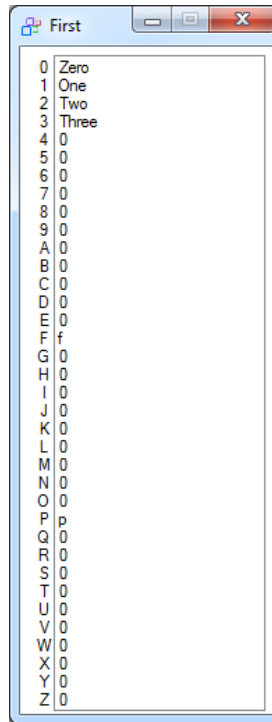 First
0 Zero
1 One
2 Two
3 Three
4 0
5 0
6 0
7 0
8 0
9 0
A 0
B 0
C 0
D 0
E 0
F f
G 0
H 0
I 0
J 0
K 0
L 0
M 0
N 0
O 0
P p
Q 0
R 0
S 0
T 0
U 0
V 0
W 0
X 0
Y 0
Z 0